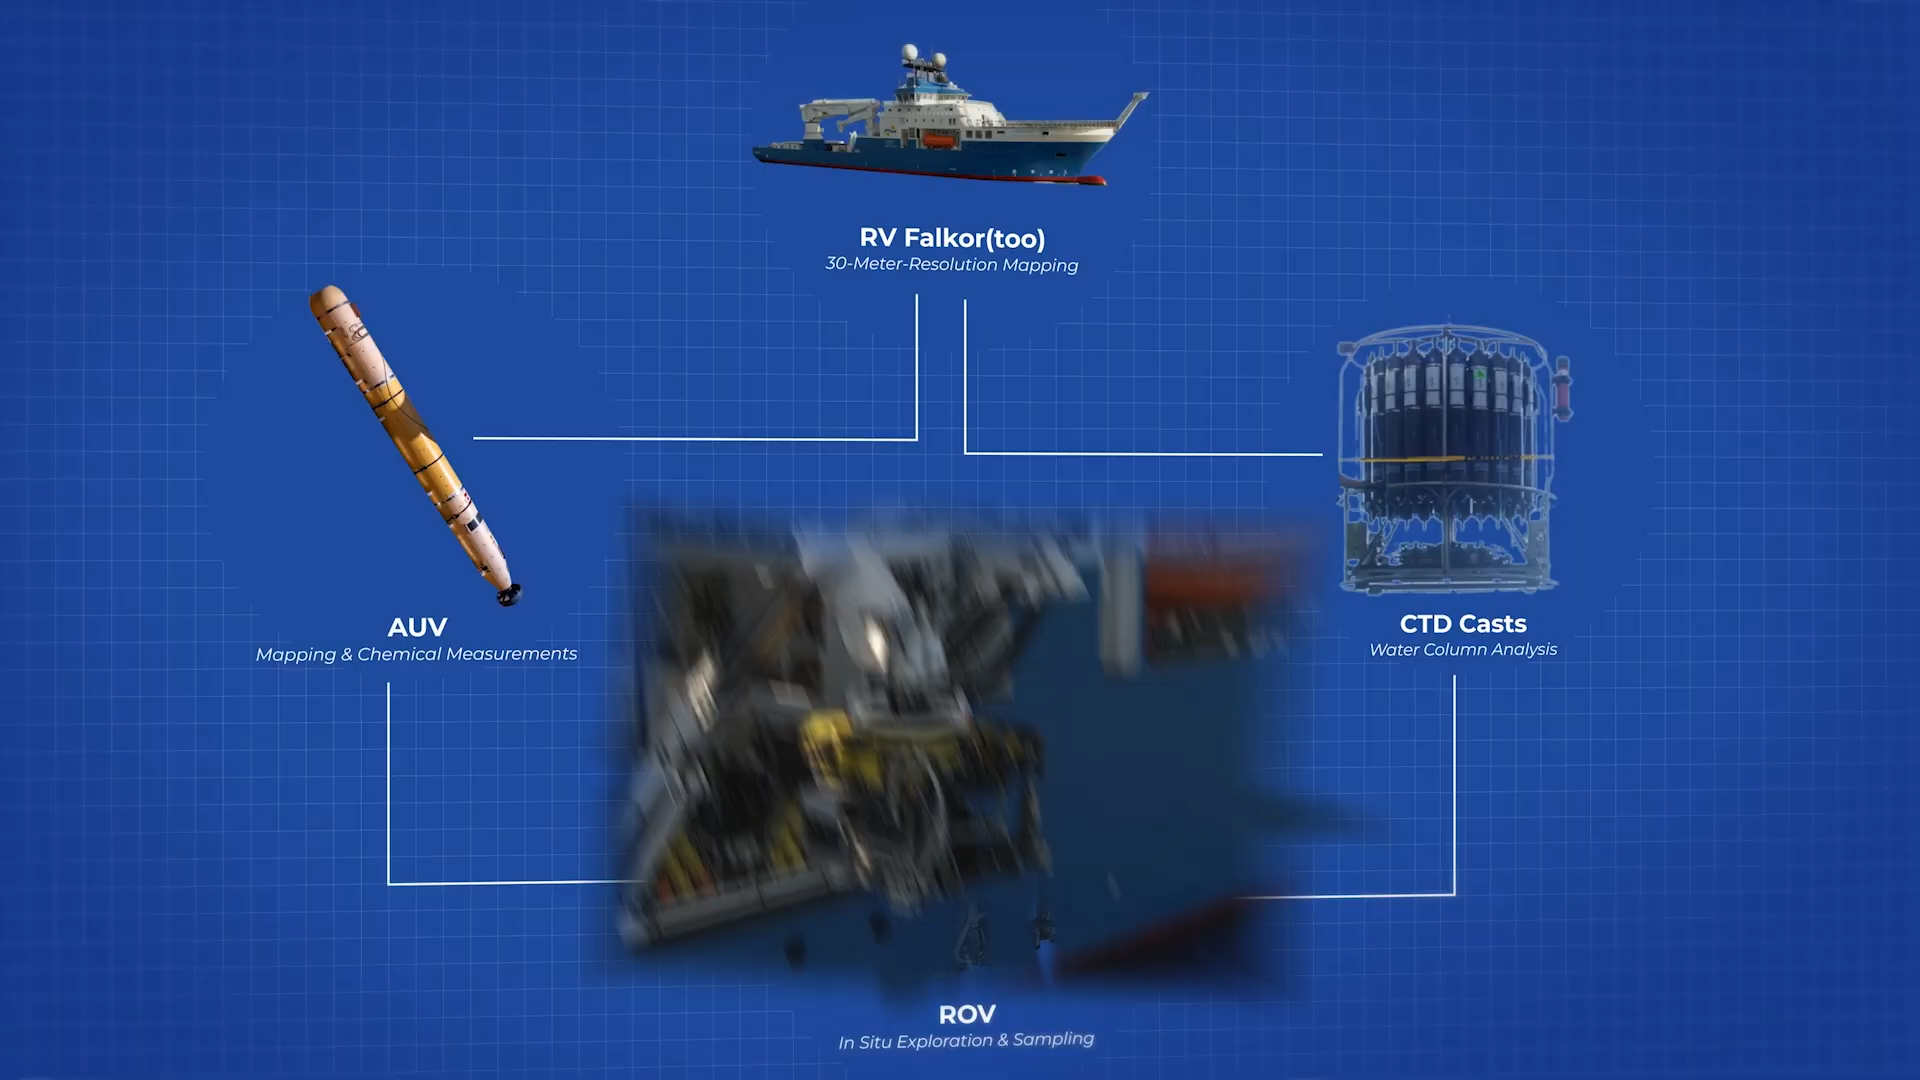 RV Falkor(too)
30-Meter-Resolution Mapping
AUV
Mapping & Chemical Measurements
CTD Casts
Water Column Analysis
ROV
In Situ Exploration & Sampling